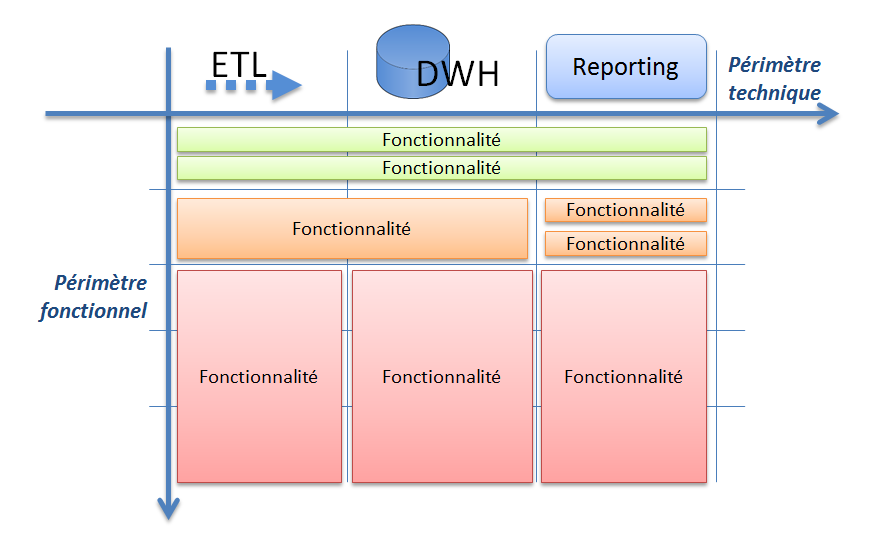 ETL
DWH
Reporting
Périmètre
technique
Fonctionnalité
Fonctionnalité
Fonctionnalité
Fonctionnalité
Fonctionnalité
Périmètre
fonctionnel
Fonctionnalité
Fonctionnalité
Fonctionnalité